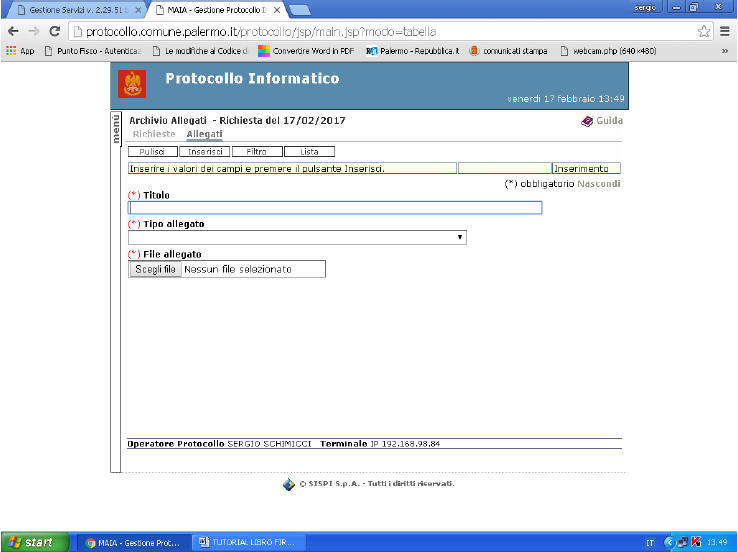 Gestione Servizi v. 2.29.51 b
MAIA - Gestione Protocollo I
sergio
protocollo.comune.palermo.it/protocollo/jsp/main.jsp?modo=tabella
App
Punto Fisco - Autentica
Le modifiche al Codice d
Convertire Word in PDF
Palermo - Repubblica.it
comunicati stampa
webcam.php (640×480)
»
Protocollo Informatico
venerdì 17 febbraio 13:49
menù
Archivio Allegati - Richiesta del 17/02/2017
Guida
Richieste Allegati
Pulisci Inserisci Filtro Lista
Inserire i valori dei campi e premere il pulsante Inserisci.
Inserimento
(*) obbligatorio Nascondi
(*) Titolo
(*) Tipo allegato
(*) File allegato
Scegli file Nessun file selezionato
Operatore Protocollo SERGIO SCHIMICCI Terminale IP 192.168.98.84
© SISPI S.p.A. - Tutti i diritti riservati.
start
MAIA - Gestione Prot...
TUTORIAL LIBRO FIR...
IT
13.49